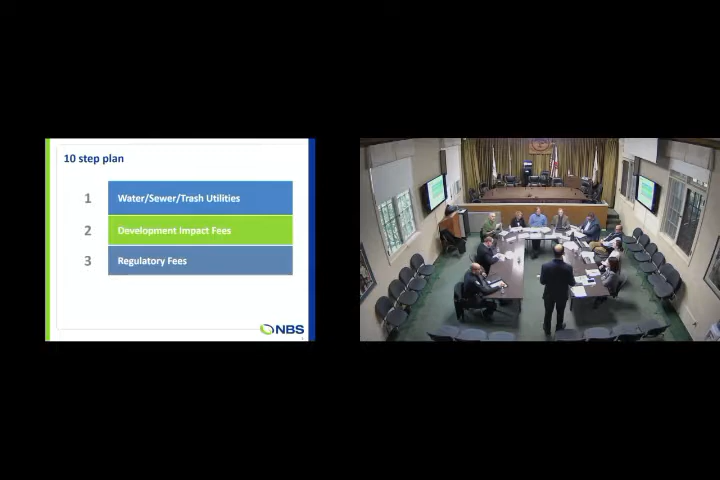 10 step plan
1 Water/Sewer/Trash Utilities
2 Development Impact Fees
3 Regulatory Fees
NBS